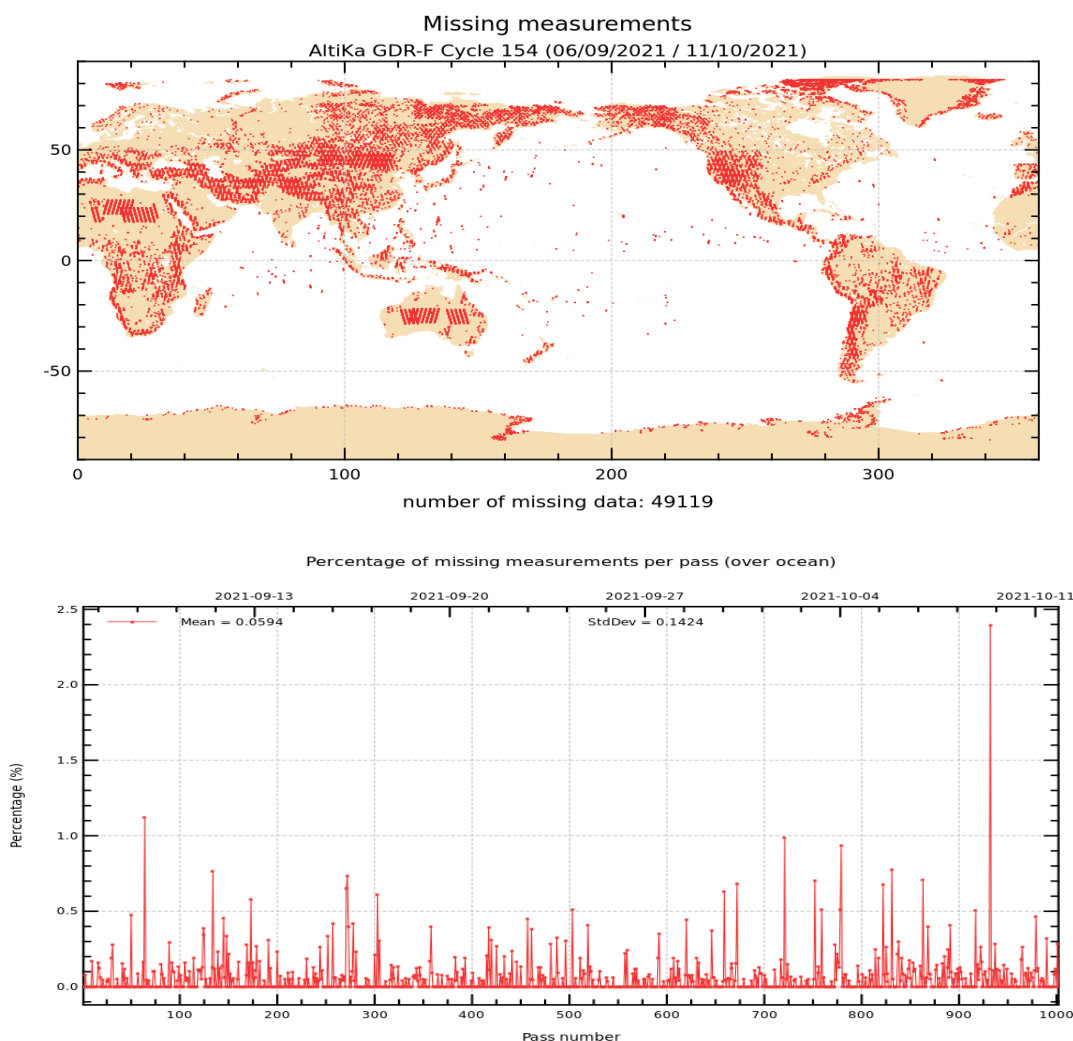 Missing measurements
AltiKa GDR-F Cycle 154 (06/09/2021 / 11/10/2021)
50
0
-50
0 100 200 300
number of missing data: 49119
Percentage of missing measurements per pass (over ocean)
2021-09-13 2021-09-20 2021-09-27 2021-10-04 2021-10-11
2.5
Mean = 0.0594 StdDev = 0.1424
2.0
1.5
1.0
0.5
0.0
Percentage (%)
100 200 300 400 500 600 700 800 900 1000
Pass number